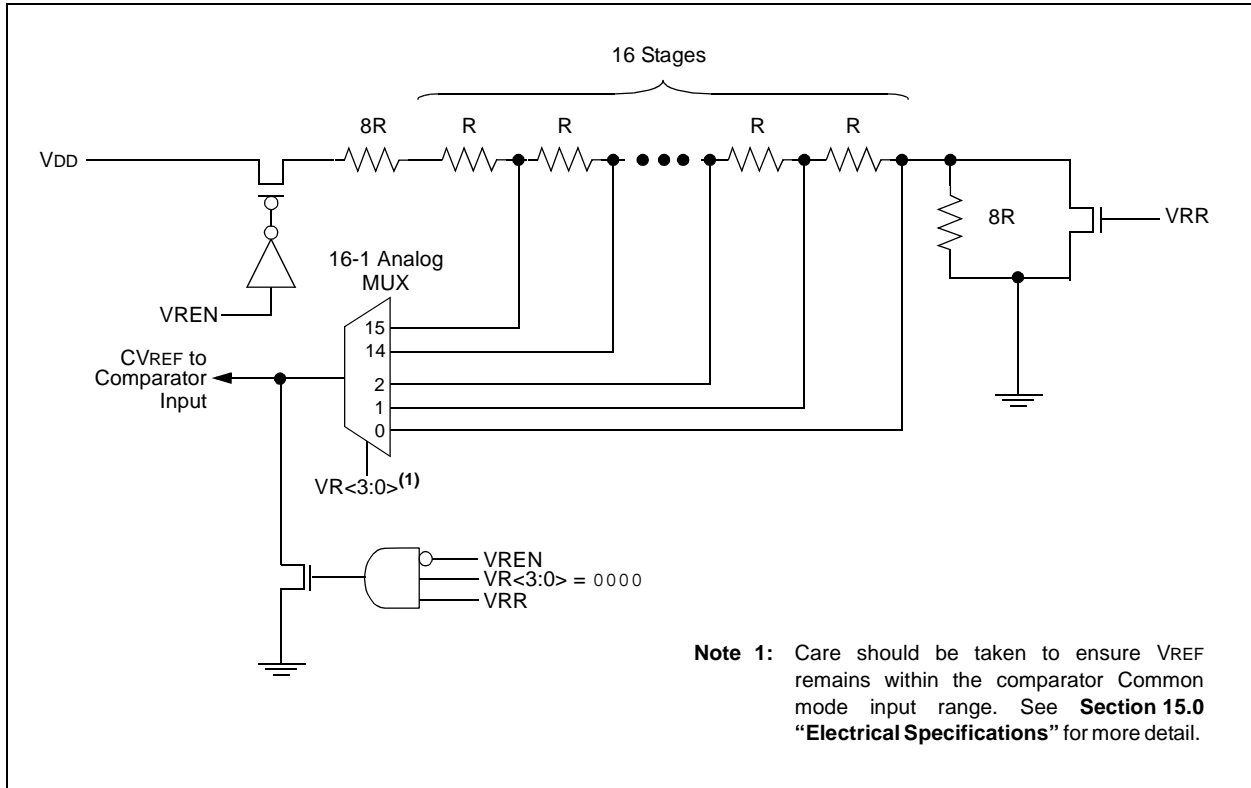 16 Stages
8R
R
R
R
R
VDD
8R
VRR
16-1 Analog
MUX
VREN
15
14
2
1
0
CVREF to
Comparator
Input
VR<3:0>(1)
VREN
VR<3:0> = 0000
VRR
Note 1: Care should be taken to ensure VREF
remains within the comparator Common
mode input range. See Section 15.0
“Electrical Specifications” for more detail.